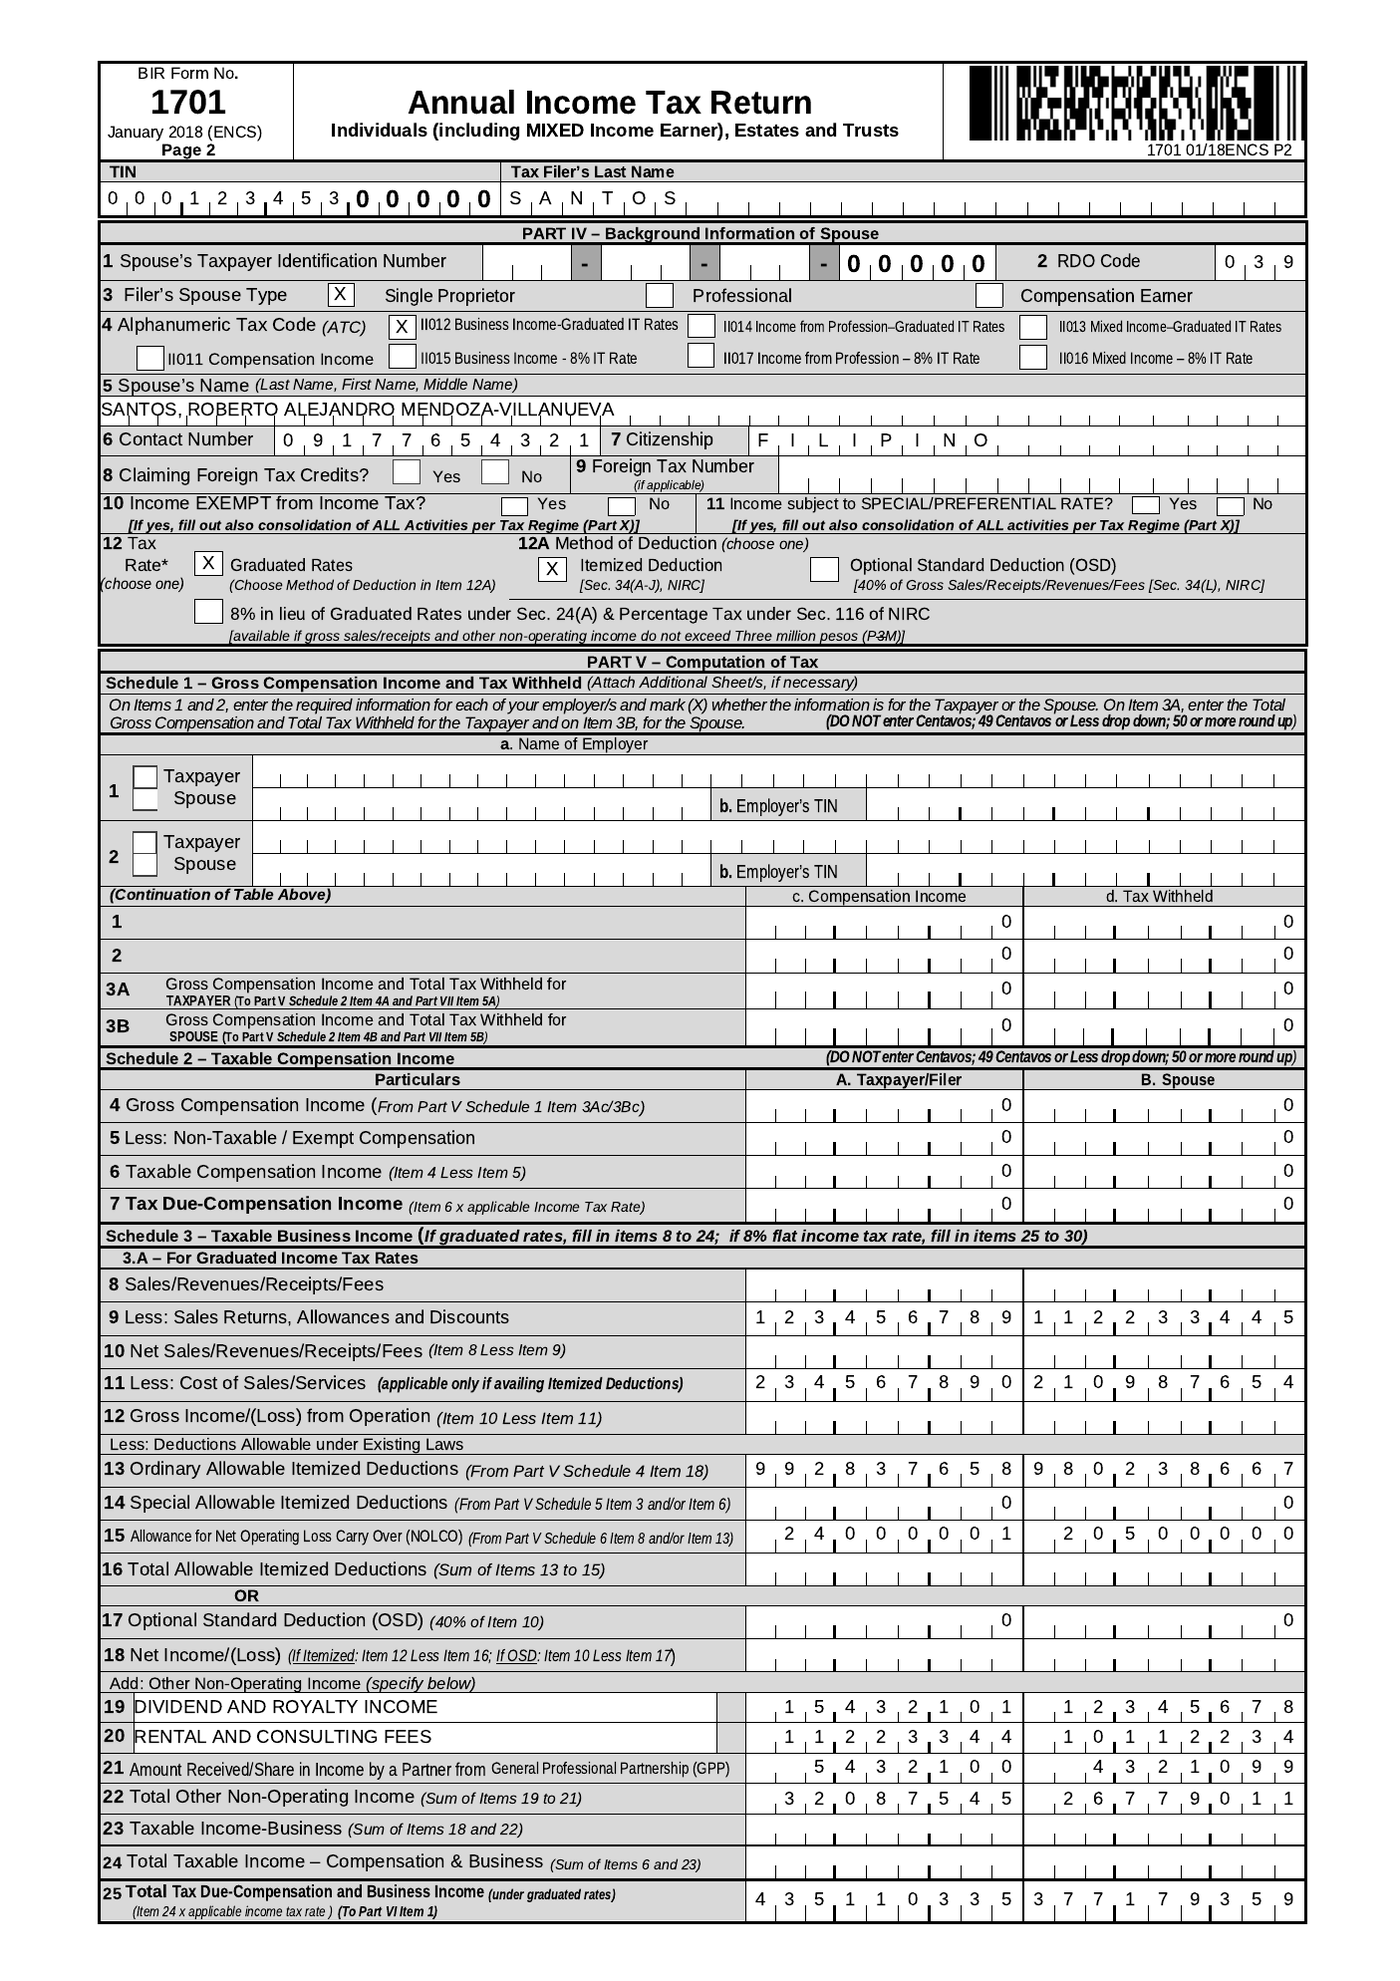 BIR Form No.
1701
January 2018 (ENCS)
Page 2
Annual Income Tax Return
Individuals (including MIXED Income Earner), Estates and Trusts
1701 01/18ENCS P2
TIN
Tax Filer's Last Name
0 0 0 1 2 3 4 5 3 0 0 0 0 0
S A N T O S
PART IV – Background Information of Spouse
1 Spouse's Taxpayer Identification Number - - - 0 0 0 0 0 2 RDO Code 0 3 9
3 Filer's Spouse Type X Single Proprietor Professional Compensation Earner
4 Alphanumeric Tax Code (ATC) X II012 Business Income-Graduated IT Rates II014 Income from Profession–Graduated IT Rates II013 Mixed Income–Graduated IT Rates
II011 Compensation Income II015 Business Income - 8% IT Rate II017 Income from Profession – 8% IT Rate II016 Mixed Income – 8% IT Rate
5 Spouse's Name (Last Name, First Name, Middle Name)
SANTOS, ROBERTO ALEJANDRO MENDOZA-VILLANUEVA
6 Contact Number 0 9 1 7 7 6 5 4 3 2 1 7 Citizenship F I L I P I N O
8 Claiming Foreign Tax Credits? Yes No 9 Foreign Tax Number
(if applicable)
10 Income EXEMPT from Income Tax? Yes No 11 Income subject to SPECIAL/PREFERENTIAL RATE? Yes No
[If yes, fill out also consolidation of ALL Activities per Tax Regime (Part X)] [If yes, fill out also consolidation of ALL activities per Tax Regime (Part X)]
12 Tax 12A Method of Deduction (choose one)
Rate* X Graduated Rates X Itemized Deduction Optional Standard Deduction (OSD)
(choose one) (Choose Method of Deduction in Item 12A) [Sec. 34(A-J), NIRC] [40% of Gross Sales/Receipts/Revenues/Fees [Sec. 34(L), NIRC]
8% in lieu of Graduated Rates under Sec. 24(A) & Percentage Tax under Sec. 116 of NIRC
[available if gross sales/receipts and other non-operating income do not exceed Three million pesos (P3M)]
PART V – Computation of Tax
Schedule 1 – Gross Compensation Income and Tax Withheld (Attach Additional Sheet/s, if necessary)
On Items 1 and 2, enter the required information for each of your employer/s and mark (X) whether the information is for the Taxpayer or the Spouse. On Item 3A, enter the Total
Gross Compensation and Total Tax Withheld for the Taxpayer and on Item 3B, for the Spouse. (DO NOT enter Centavos; 49 Centavos or Less drop down; 50 or more round up)
a. Name of Employer
1 Taxpayer
Spouse b. Employer's TIN
2 Taxpayer
Spouse b. Employer's TIN
(Continuation of Table Above) c. Compensation Income d. Tax Withheld
1 0 0
2 0 0
3A Gross Compensation Income and Total Tax Withheld for 0 0
TAXPAYER (To Part V Schedule 2 Item 4A and Part VII Item 5A)
3B Gross Compensation Income and Total Tax Withheld for 0 0
SPOUSE (To Part V Schedule 2 Item 4B and Part VII Item 5B)
Schedule 2 – Taxable Compensation Income (DO NOT enter Centavos; 49 Centavos or Less drop down; 50 or more round up)
Particulars A. Taxpayer/Filer B. Spouse
4 Gross Compensation Income (From Part V Schedule 1 Item 3Ac/3Bc) 0 0
5 Less: Non-Taxable / Exempt Compensation 0 0
6 Taxable Compensation Income (Item 4 Less Item 5) 0 0
7 Tax Due-Compensation Income (Item 6 x applicable Income Tax Rate) 0 0
Schedule 3 – Taxable Business Income (If graduated rates, fill in items 8 to 24; if 8% flat income tax rate, fill in items 25 to 30)
3.A – For Graduated Income Tax Rates
8 Sales/Revenues/Receipts/Fees
9 Less: Sales Returns, Allowances and Discounts 1 2 3 4 5 6 7 8 9 1 1 2 2 3 3 4 4 5
10 Net Sales/Revenues/Receipts/Fees (Item 8 Less Item 9)
11 Less: Cost of Sales/Services (applicable only if availing Itemized Deductions) 2 3 4 5 6 7 8 9 0 2 1 0 9 8 7 6 5 4
12 Gross Income/(Loss) from Operation (Item 10 Less Item 11)
Less: Deductions Allowable under Existing Laws
13 Ordinary Allowable Itemized Deductions (From Part V Schedule 4 Item 18) 9 9 2 8 3 7 6 5 8 9 8 0 2 3 8 6 6 7
14 Special Allowable Itemized Deductions (From Part V Schedule 5 Item 3 and/or Item 6) 0 0
15 Allowance for Net Operating Loss Carry Over (NOLCO) (From Part V Schedule 6 Item 8 and/or Item 13) 2 4 0 0 0 0 0 1 2 0 5 0 0 0 0 0
16 Total Allowable Itemized Deductions (Sum of Items 13 to 15)
OR
17 Optional Standard Deduction (OSD) (40% of Item 10) 0 0
18 Net Income/(Loss) (If Itemized: Item 12 Less Item 16; If OSD: Item 10 Less Item 17)
Add: Other Non-Operating Income (specify below)
19 DIVIDEND AND ROYALTY INCOME 1 5 4 3 2 1 0 1 1 2 3 4 5 6 7 8
20 RENTAL AND CONSULTING FEES 1 1 2 2 3 3 4 4 1 0 1 1 2 2 3 4
21 Amount Received/Share in Income by a Partner from General Professional Partnership (GPP) 5 4 3 2 1 0 0 4 3 2 1 0 9 9
22 Total Other Non-Operating Income (Sum of Items 19 to 21) 3 2 0 8 7 5 4 5 2 6 7 7 9 0 1 1
23 Taxable Income-Business (Sum of Items 18 and 22)
24 Total Taxable Income – Compensation & Business (Sum of Items 6 and 23)
25 Total Tax Due-Compensation and Business Income (under graduated rates) 4 3 5 1 1 0 3 3 5 3 7 7 1 7 9 3 5 9
(Item 24 x applicable income tax rate ) (To Part VI Item 1)